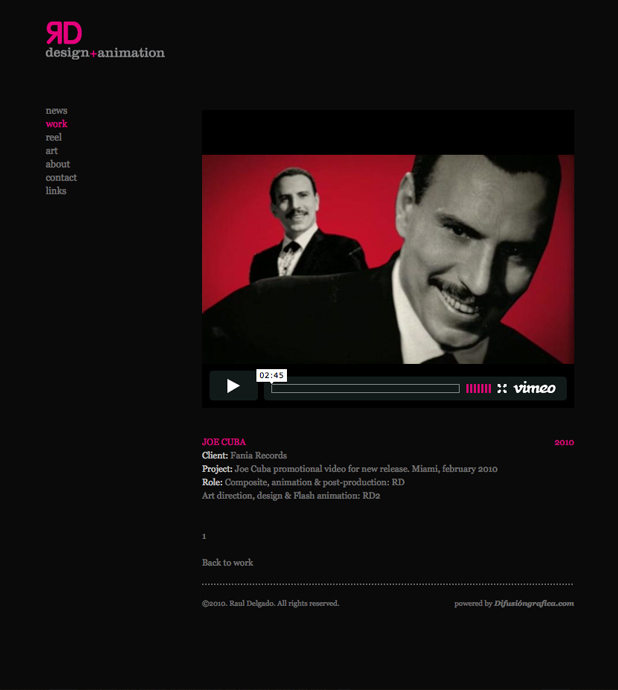 RD
design+animation
news
work
reel
art
about
contact
links
02:45
vimeo
JOE CUBA 2010
Client: Fania Records
Project: Joe Cuba promotional video for new release. Miami, february 2010
Role: Composite, animation & post-production: RD
Art direction, design & Flash animation: RD2
1
Back to work
©2010. Raul Delgado. All rights reserved. powered by Difusióngrafica.com